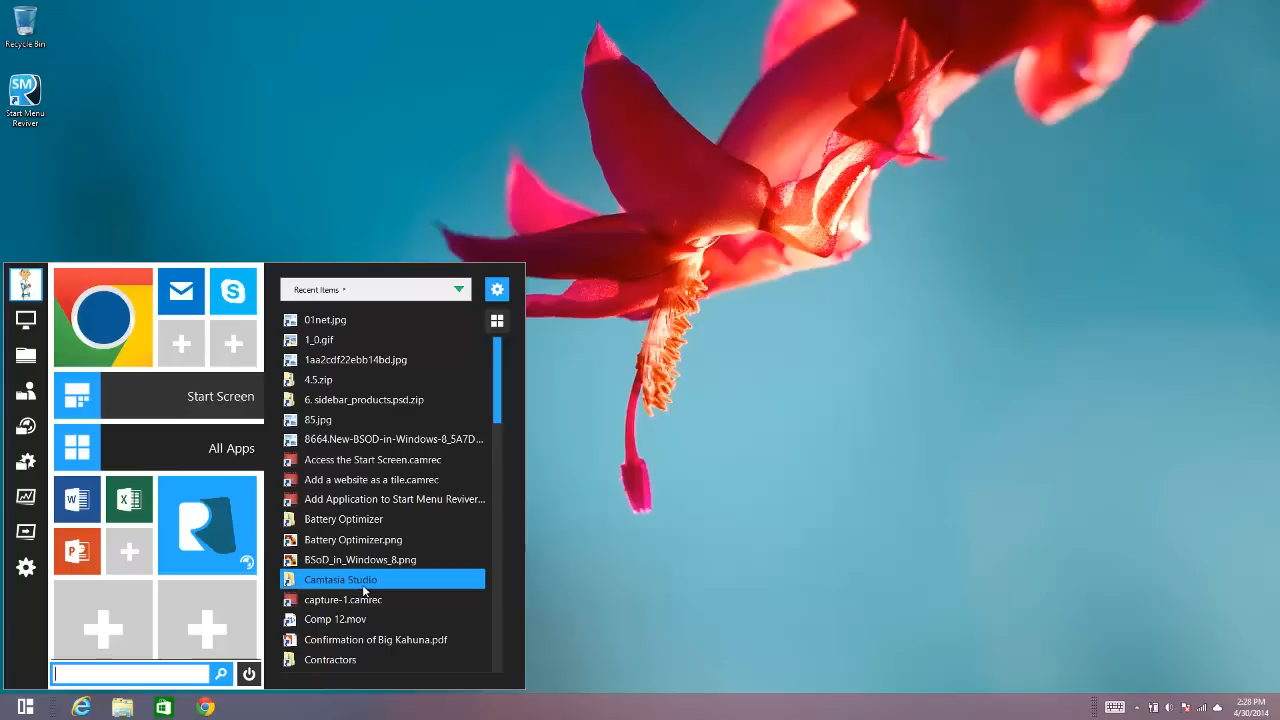 Recycle Bin
SM
Start Menu
Reviver
Recent Items
01net.jpg
1_0.gif
1aa2cdf22ebb14bd.jpg
4.5.zip
6. sidebar_products.psd.zip
85.jpg
8664.New-BSOD-in-Windows-8_5A7D...
Access the Start Screen.camrec
Add a website as a tile.camrec
Add Application to Start Menu Reviver...
Battery Optimizer
Battery Optimizer.png
BSoD_in_Windows_8.png
Camtasia Studio
capture-1.camrec
Comp 12.mov
Confirmation of Big Kahuna.pdf
Contractors
Start Screen
All Apps
2:28 PM
4/30/2014